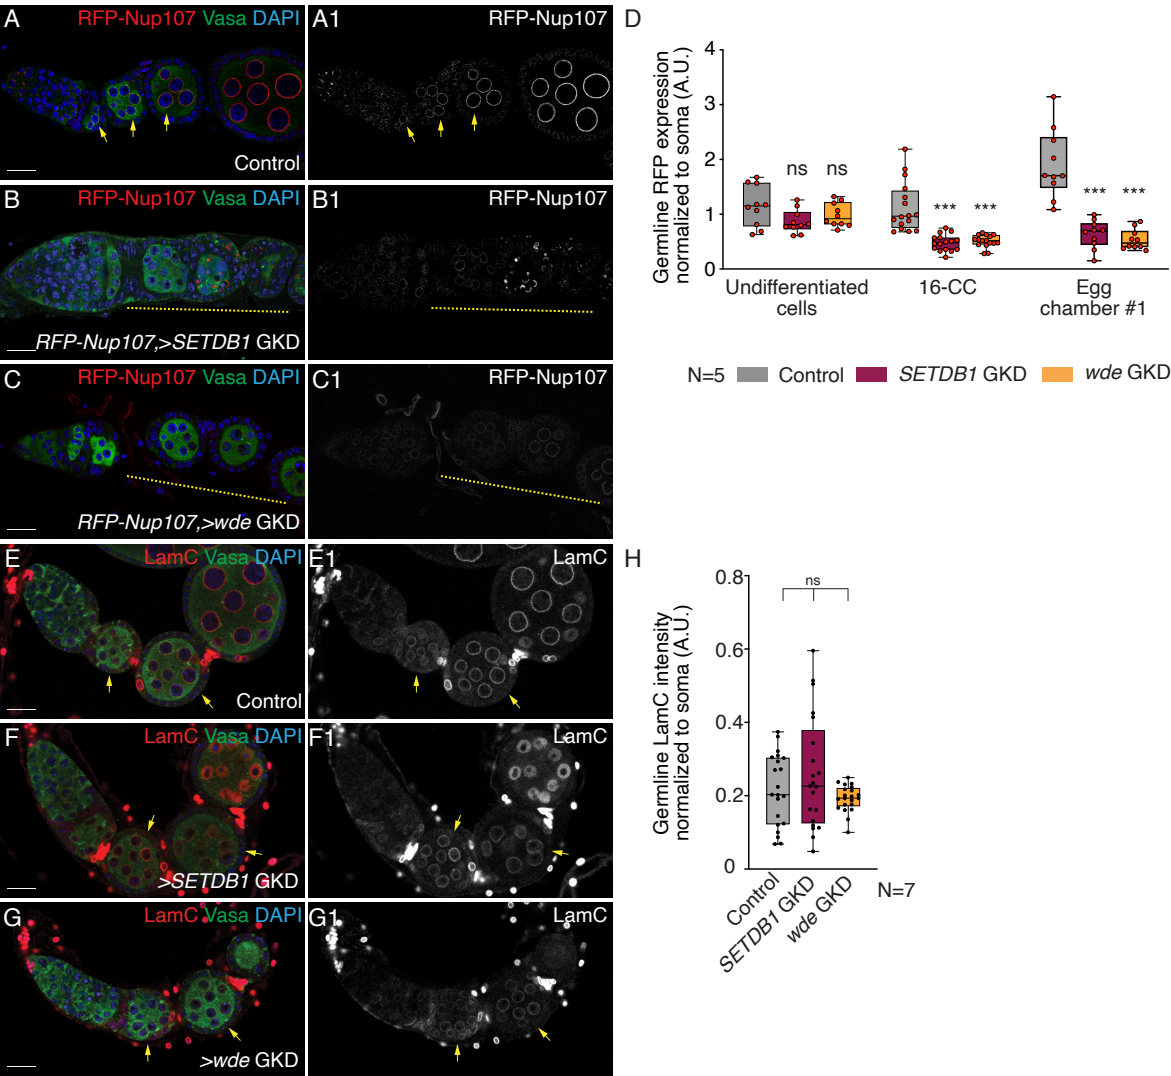 A
RFP-Nup107 Vasa DAPI
Control
A1
RFP-Nup107
B
RFP-Nup107 Vasa DAPI
RFP-Nup107,>SETDB1 GKD
B1
RFP-Nup107
C
RFP-Nup107 Vasa DAPI
RFP-Nup107,>wde GKD
C1
RFP-Nup107
D
Germline RFP expression
normalized to soma (A.U.)
4
3
2
1
0
ns
ns
***
***
***
***
Undifferentiated
cells
16-CC
Egg
chamber #1
N=5
Control
SETDB1 GKD
wde GKD
E
LamC Vasa DAPI
Control
E1
LamC
F
LamC Vasa DAPI
>SETDB1 GKD
F1
LamC
G
LamC Vasa DAPI
>wde GKD
G1
LamC
H
Germline LamC intensity
normalized to soma (A.U.)
0.8
0.6
0.4
0.2
0
ns
Control
SETDB1 GKD
wde GKD
N=7